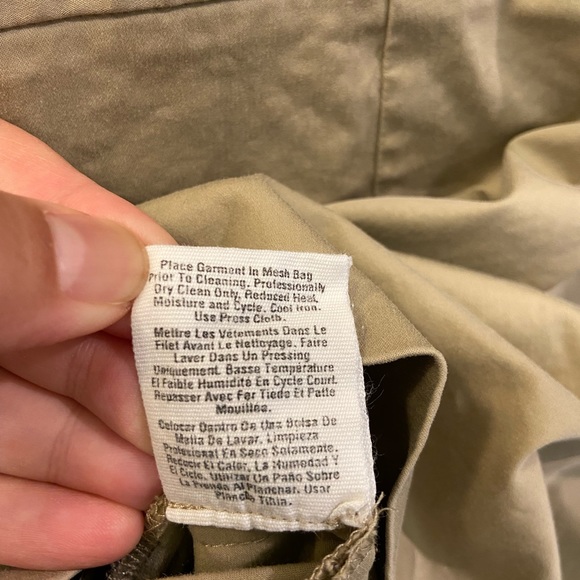 Place Garment In Mesh Bag
Prior To Cleaning. Professionally
Dry Clean Only, Reduced Heat,
Moisture and Cycle. Cool Iron.
Use Press Cloth.
Mettre Les Vétements Dans Le
Filet Avant Le Nettoyage. Faire
Laver Dans Un Pressing
Uniquement. Basse Température
Et Faible Humidité En Cycle Court.
Repasser Avec Fer Tiede Et Patte
Mouillée.
Colocar Dantro De Una Bolsa De
Malla De Lavar. Limpieza
Profesional En Seco Solamente.
Reducir El Calor, La Humedad Y
El Ciclo. Utilizar Un Paño Sobre
La Prenda Al Planchar. Usar
Plancha Tibia.